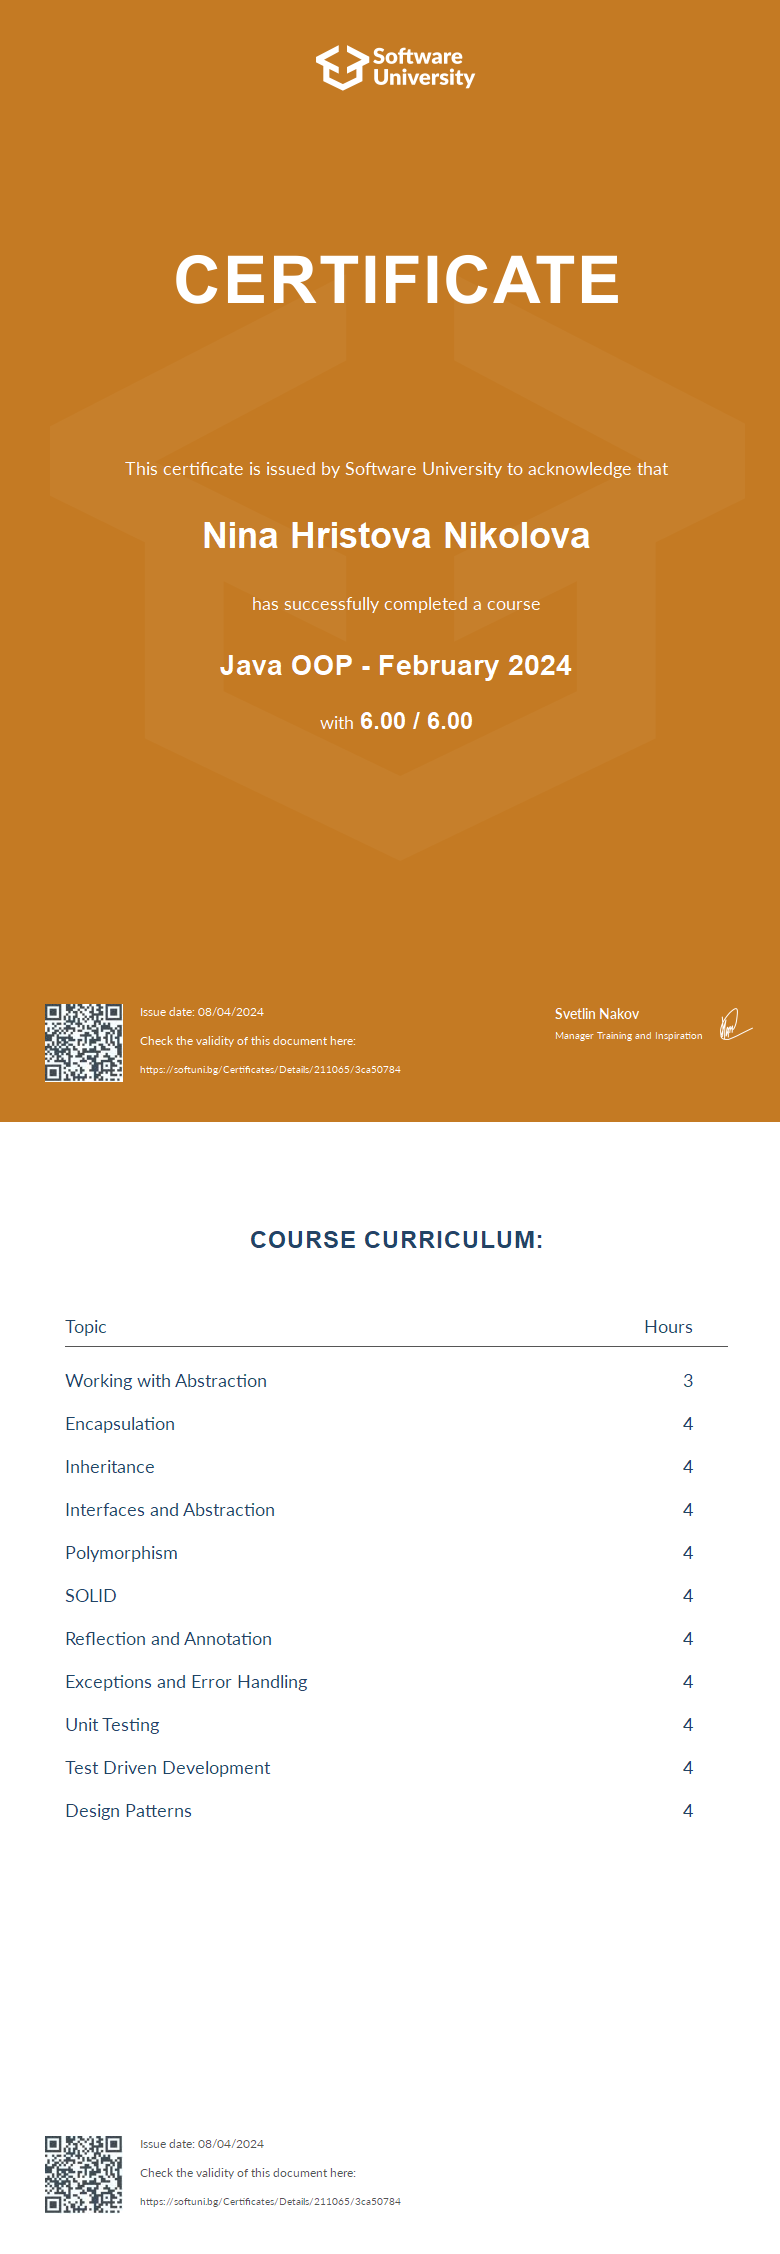 Software
University
CERTIFICATE
This certificate is issued by Software University to acknowledge that
Nina Hristova Nikolova
has successfully completed a course
Java OOP - February 2024
with 6.00 / 6.00
Issue date: 08/04/2024
Check the validity of this document here:
https://softuni.bg/Certificates/Details/211065/3ca50784
Svetlin Nakov
Manager Training and Inspiration
COURSE CURRICULUM:
Topic Hours
Working with Abstraction 3
Encapsulation 4
Inheritance 4
Interfaces and Abstraction 4
Polymorphism 4
SOLID 4
Reflection and Annotation 4
Exceptions and Error Handling 4
Unit Testing 4
Test Driven Development 4
Design Patterns 4
Issue date: 08/04/2024
Check the validity of this document here:
https://softuni.bg/Certificates/Details/211065/3ca50784